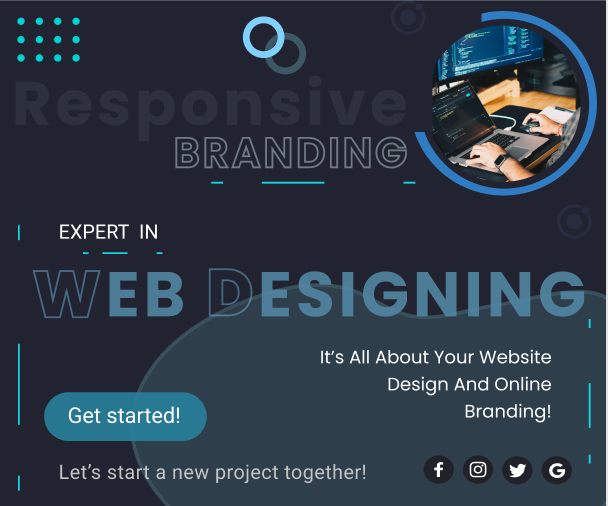 Responsive
BRANDING
EXPERT IN
WEB DESIGNING
It's All About Your Website
Design And Online
Branding!
Get started!
Let's start a new project together!